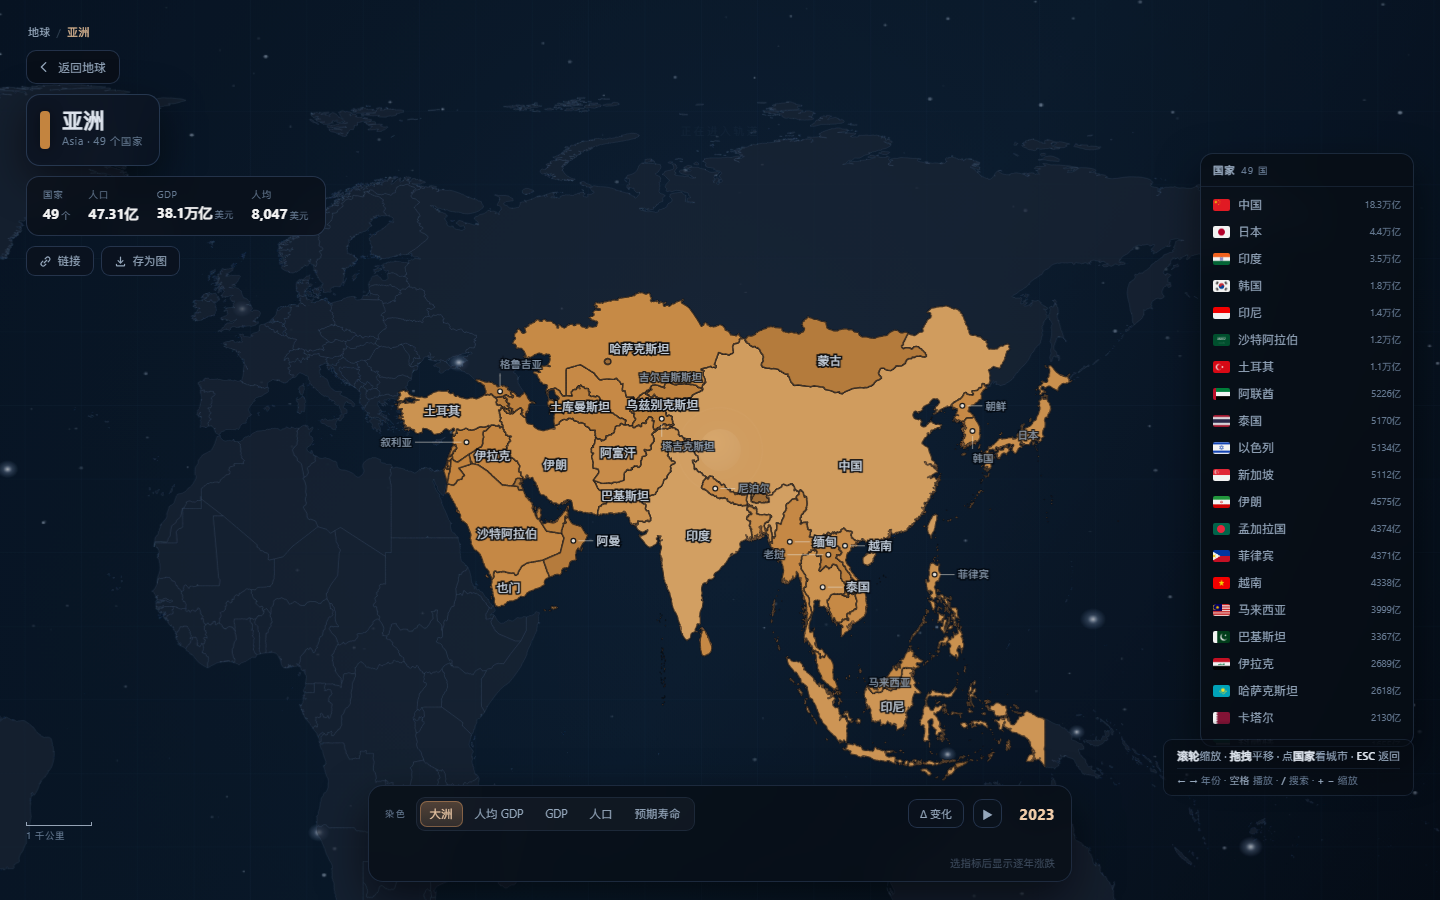 地球 / 亚洲
返回地球
亚洲
Asia · 49 个国家
国家 人口 GDP 人均
49 个 47.31亿 38.1万亿 美元 8,047 美元
链接 存为图
格鲁吉亚
哈萨克斯坦
蒙古
吉尔吉斯斯坦
土耳其
土库曼斯坦
乌兹别克斯坦
朝鲜
叙利亚
伊拉克
伊朗
阿富汗
塔吉克斯坦
日本
韩国
中国
巴基斯坦
尼泊尔
沙特阿拉伯
阿曼
印度
缅甸
越南
老挝
也门
泰国
菲律宾
马来西亚
印尼
国家 49 国
中国 18.3万亿
日本 4.4万亿
印度 3.5万亿
韩国 1.8万亿
印尼 1.4万亿
沙特阿拉伯 1.2万亿
土耳其 1.1万亿
阿联酋 5226亿
泰国 5170亿
以色列 5134亿
新加坡 5112亿
伊朗 4575亿
孟加拉国 4374亿
菲律宾 4371亿
越南 4338亿
马来西亚 3999亿
巴基斯坦 3367亿
伊拉克 2689亿
哈萨克斯坦 2618亿
卡塔尔 2130亿
滚轮缩放 · 拖拽平移 · 点国家看城市 · ESC 返回
← → 年份 · 空格 播放 · / 搜索 · + − 缩放
染色 大洲 人均 GDP GDP 人口 预期寿命 Δ 变化 ▶ 2023
选指标后显示逐年涨跌
1 千公里